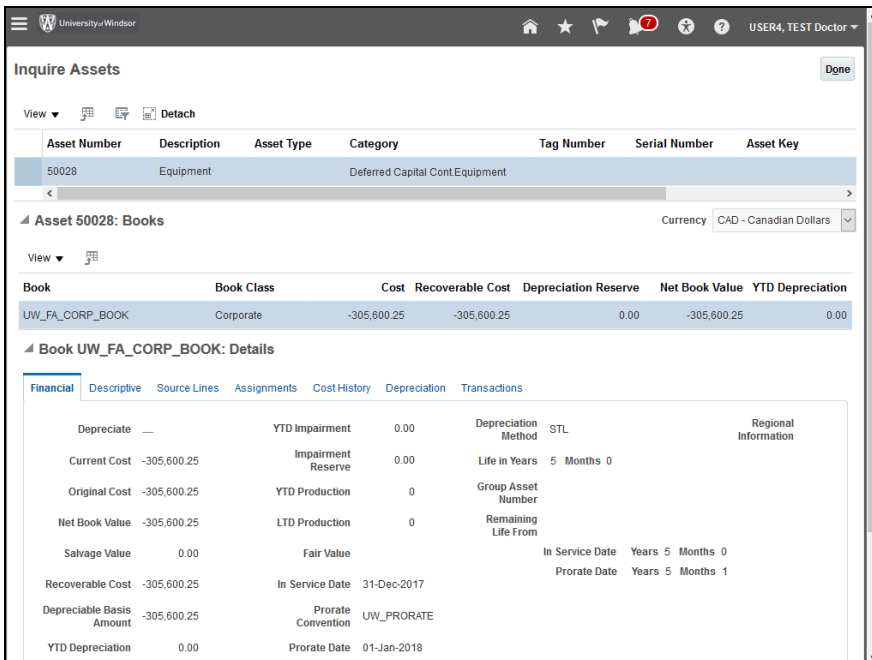 University of Windsor 7 USER4, TEST Doctor
Inquire Assets Done
View Detach
Asset Number Description Asset Type Category Tag Number Serial Number Asset Key
50028 Equipment Deferred Capital Cont.Equipment
Asset 50028: Books Currency CAD - Canadian Dollars
View
Book Book Class Cost Recoverable Cost Depreciation Reserve Net Book Value YTD Depreciation
UW_FA_CORP_BOOK Corporate -305,600.25 -305,600.25 0.00 -305,600.25 0.00
Book UW_FA_CORP_BOOK: Details
Financial Descriptive Source Lines Assignments Cost History Depreciation Transactions
Depreciate — YTD Impairment 0.00 Depreciation Method STL Regional Information
Current Cost -305,600.25 Impairment Reserve 0.00 Life in Years 5 Months 0
Original Cost -305,600.25 YTD Production 0 Group Asset Number
Net Book Value -305,600.25 LTD Production 0 Remaining Life From
Salvage Value 0.00 Fair Value In Service Date Years 5 Months 0
Recoverable Cost -305,600.25 In Service Date 31-Dec-2017 Prorate Date Years 5 Months 1
Depreciable Basis Amount -305,600.25 Prorate Convention UW_PRORATE
YTD Depreciation 0.00 Prorate Date 01-Jan-2018